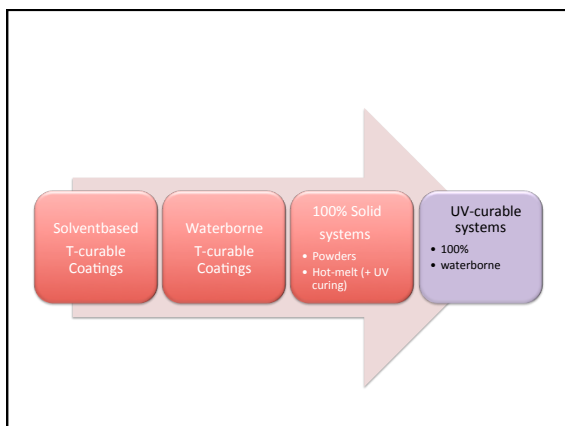 Solventbased
T-curable
Coatings
Waterborne
T-curable
Coatings
100% Solid
systems
• Powders
• Hot-melt (+ UV
curing)
UV-curable
systems
• 100%
• waterborne